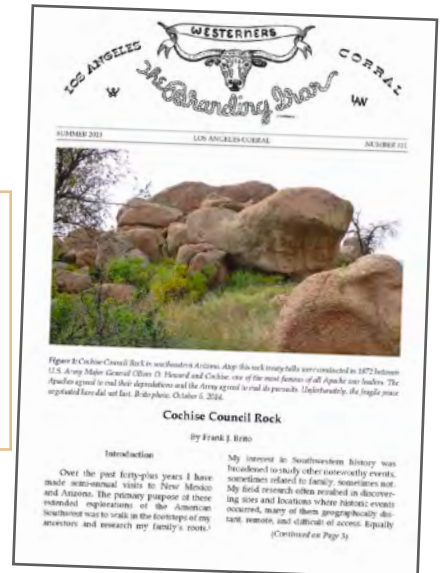 WESTERNERS
LOS ANGELES
CORRAL
The Branding Iron
SUMMER 2023
LOS ANGELES CORRAL
NUMBER
Figure 1: Cochise Council Rock in southeastern Arizona. Atop this rock treaty talks were conducted in 1872 between
U.S. Army Major General Oliver O. Howard and Cochise, one of the most famous of all Apache war leaders. The
Apaches agreed to end their depredations and the Army agreed to end its pursuits. Unfortunately, the fragile peace
negotiated here did not last. Brito photo, October 5, 2014.
Cochise Council Rock
By Frank J. Brito
Introduction
Over the past forty-plus years I have
made semi-annual visits to New Mexico
and Arizona. The primary purpose of these
extended explorations of the American
Southwest was to walk in the footsteps of my
ancestors and research my family's roots.¹
My interest in Southwestern history was
broadened to study other noteworthy events,
sometimes related to family, sometimes not.
My field research often resulted in discover-
ing sites and locations where historic events
occurred, many of them geographically dis-
tant, remote, and difficult of access. Equally
(Continued on Page 3)